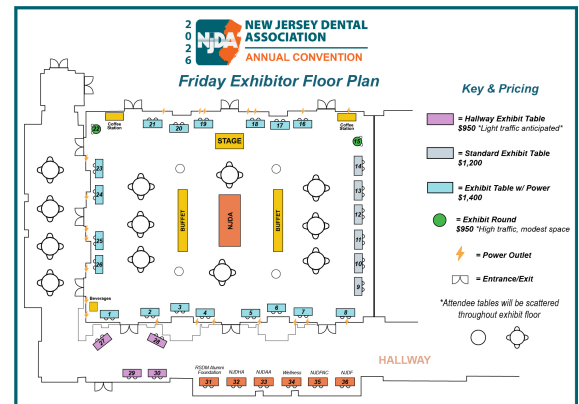 2026
NJDA
NEW JERSEY DENTAL
ASSOCIATION
ANNUAL CONVENTION
Friday Exhibitor Floor Plan
Key & Pricing
= Hallway Exhibit Table
$950 *Light traffic anticipated*
= Standard Exhibit Table
$1,200
= Exhibit Table w/ Power
$1,400
= Exhibit Round
$950 *High traffic, modest space
= Power Outlet
= Entrance/Exit
*Attendee tables will be scattered
throughout exhibit floor
Coffee
Station
Coffee
Station
22
21
20
19
18
17
16
15
STAGE
23
24
25
26
14
13
12
11
10
9
BUFFET
NJDA
BUFFET
Beverages
1
2
3
4
5
6
7
8
27
28
HALLWAY
29
30
RSDM Alumni
Foundation
NJDHA
NJDAA
Wellness
NJDPAC
NJDF
31
32
33
34
35
36